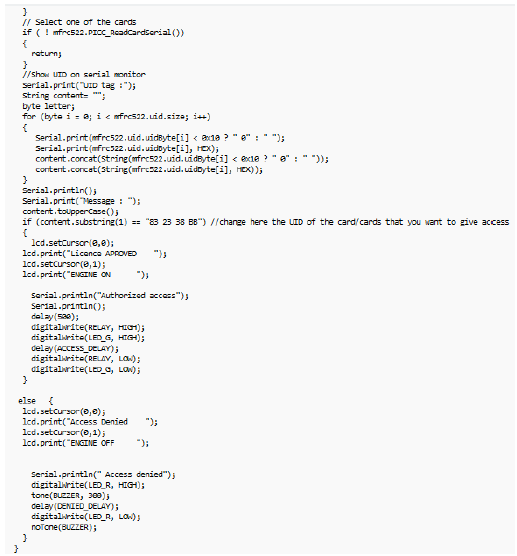 }
// Select one of the cards
if ( ! mfrc522.PICC_ReadCardSerial())
{
return;
}
//Show UID on serial monitor
Serial.print("UID tag :");
String content= "";
byte letter;
for (byte i = 0; i < mfrc522.uid.size; i++)
{
Serial.print(mfrc522.uid.uidByte[i] < 0x10 ? " 0" : " ");
Serial.print(mfrc522.uid.uidByte[i], HEX);
content.concat(String(mfrc522.uid.uidByte[i] < 0x10 ? " 0" : " "));
content.concat(String(mfrc522.uid.uidByte[i], HEX));
}
Serial.println();
Serial.print("Message : ");
content.toUpperCase();
if (content.substring(1) == "83 23 38 BB") //change here the UID of the card/cards that you want to give access
{
lcd.setCursor(0,0);
lcd.print("Licence APROVED    ");
lcd.setCursor(0,1);
lcd.print("ENGINE ON      ");
Serial.println("Authorized access");
Serial.println();
delay(500);
digitalWrite(RELAY, HIGH);
digitalWrite(LED_G, HIGH);
delay(ACCESS_DELAY);
digitalWrite(RELAY, LOW);
digitalWrite(LED_G, LOW);
}
else   {
lcd.setCursor(0,0);
lcd.print("Access Denied    ");
lcd.setCursor(0,1);
lcd.print("ENGINE OFF     ");
Serial.println(" Access denied");
digitalWrite(LED_R, HIGH);
tone(BUZZER, 300);
delay(DENIED_DELAY);
digitalWrite(LED_R, LOW);
noTone(BUZZER);
}
}